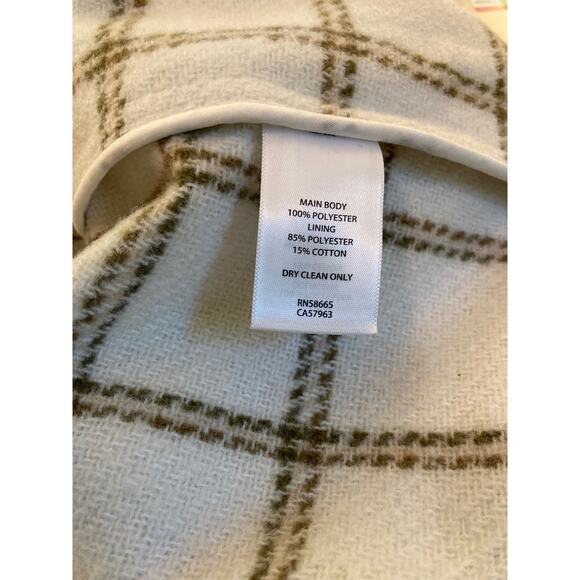 MAIN BODY
100% POLYESTER
LINING
85% POLYESTER
15% COTTON
DRY CLEAN ONLY
RN58665
CA57963